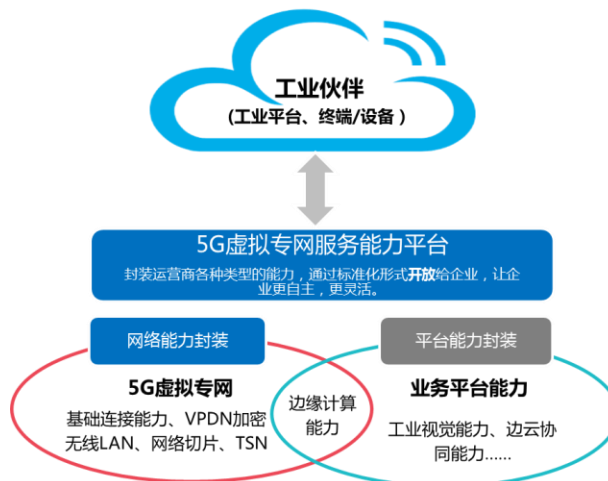 工业伙伴
(工业平台、终端/设备 )
5G虚拟专网服务能力平台
封装运营商各种类型的能力，通过标准化形式开放给企业，让企
业更自主，更灵活。
网络能力封装
平台能力封装
5G虚拟专网
基础连接能力、VPDN加密
无线LAN、网络切片、TSN
边缘计算
能力
业务平台能力
工业视觉能力、边云协
同能力......